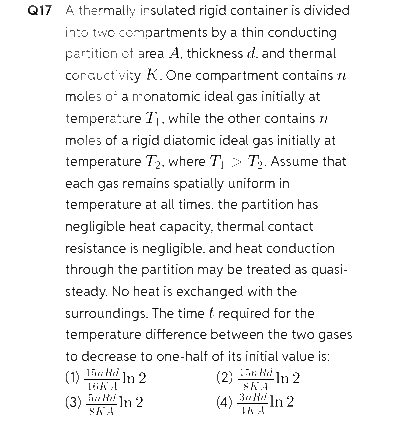 Q17 A thermally insulated rigid container is divided
into two compartments by a thin conducting
partition of area A, thickness d, and thermal
conductivity K. One compartment contains n
moles of a monatomic ideal gas initially at
temperature T₁, while the other contains n
moles of a rigid diatomic ideal gas initially at
temperature T₂, where T₁ > T₂. Assume that
each gas remains spatially uniform in
temperature at all times, the partition has
negligible heat capacity, thermal contact
resistance is negligible, and heat conduction
through the partition may be treated as quasi-
steady. No heat is exchanged with the
surroundings. The time t required for the
temperature difference between the two gases
to decrease to one-half of its initial value is:
(1) 15nRd/16KA ln 2 (2) 15nRd/8KA ln 2
(3) 5nRd/8KA ln 2 (4) 3nRd/4KA ln 2